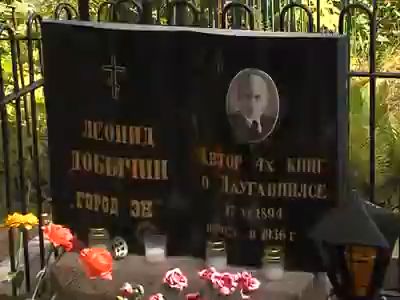 ЛЕОНИД
ДОБЫЧИН
„ГОРОД ЭН"
АВТОР 4Х КНИГ
О ДАУГАВПИЛСЕ
17 VI 1894
В 1936 Г